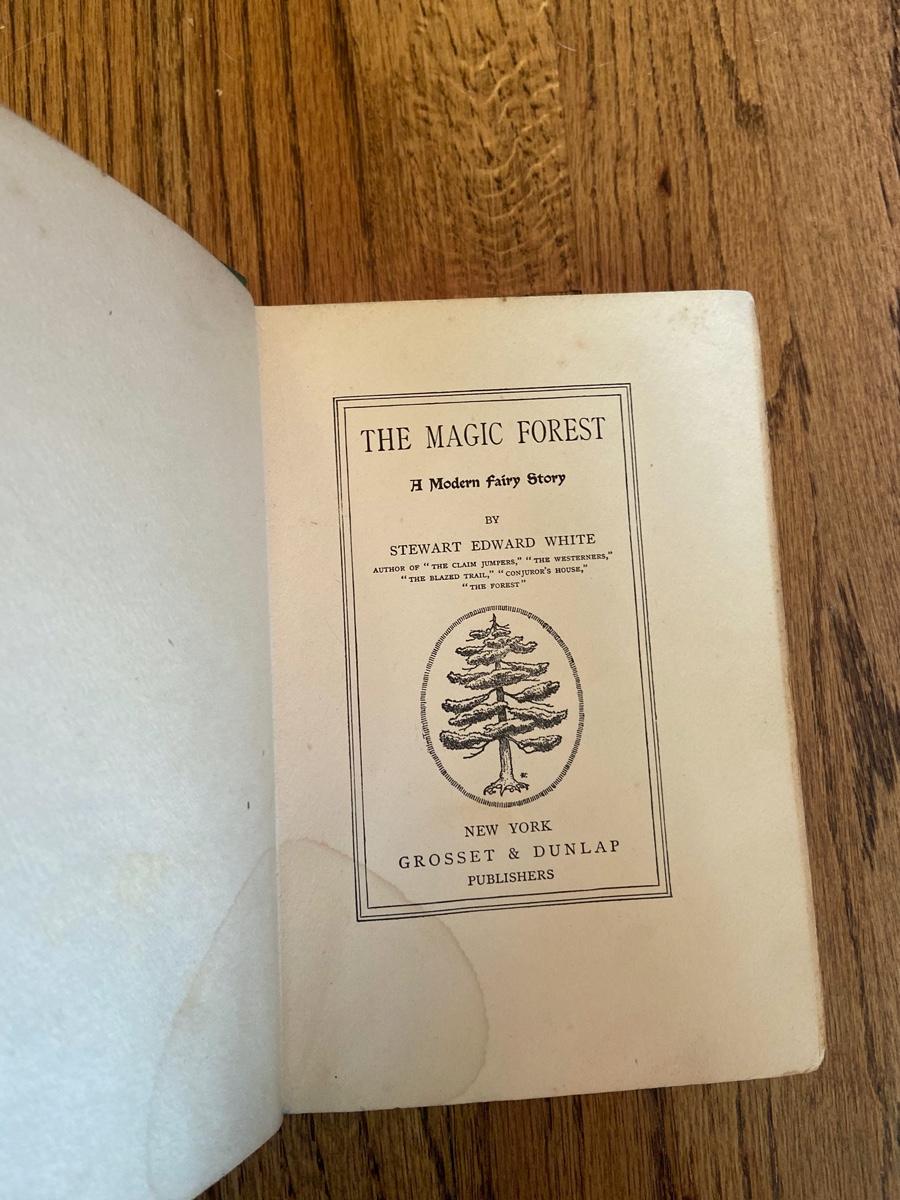 THE MAGIC FOREST
A Modern Fairy Story
BY
STEWART EDWARD WHITE
AUTHOR OF "THE CLAIM JUMPERS," "THE WESTERNERS,"
"THE BLAZED TRAIL," "CONJUROR'S HOUSE,"
"THE FOREST"
NEW YORK
GROSSET & DUNLAP
PUBLISHERS